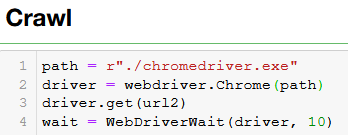 Crawl
1 path = r"./chromedriver.exe"
2 driver = webdriver.Chrome(path)
3 driver.get(url2)
4 wait = WebDriverWait(driver, 10)